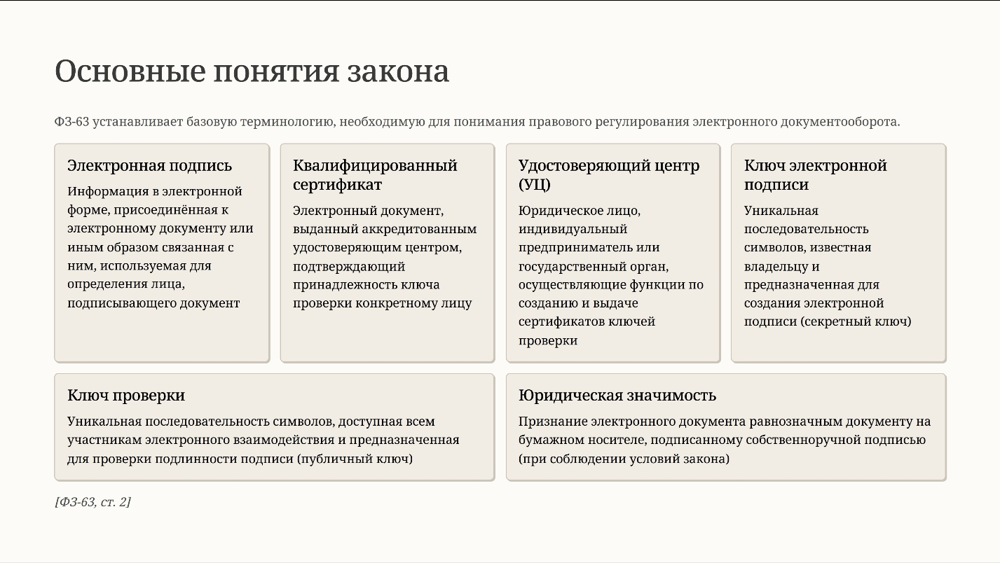 Основные понятия закона
ФЗ-63 устанавливает базовую терминологию, необходимую для понимания правового регулирования электронного документооборота.
Электронная подпись
Информация в электронной
форме, присоединённая к
электронному документу или
иным образом связанная с
ним, используемая для
определения лица,
подписывающего документ
Квалифицированный
сертификат
Электронный документ,
выданный аккредитованным
удостоверяющим центром,
подтверждающий
принадлежность ключа
проверки конкретному лицу
Удостоверяющий центр
(УЦ)
Юридическое лицо,
индивидуальный
предприниматель или
государственный орган,
осуществляющие функции по
созданию и выдаче
сертификатов ключей
проверки
Ключ электронной
подписи
Уникальная
последовательность
символов, известная
владельцу и
предназначенная для
создания электронной
подписи (секретный ключ)
Ключ проверки
Уникальная последовательность символов, доступная всем
участникам электронного взаимодействия и предназначенная
для проверки подлинности подписи (публичный ключ)
Юридическая значимость
Признание электронного документа равнозначным документу на
бумажном носителе, подписанному собственноручной подписью
(при соблюдении условий закона)
[ФЗ-63, ст. 2]